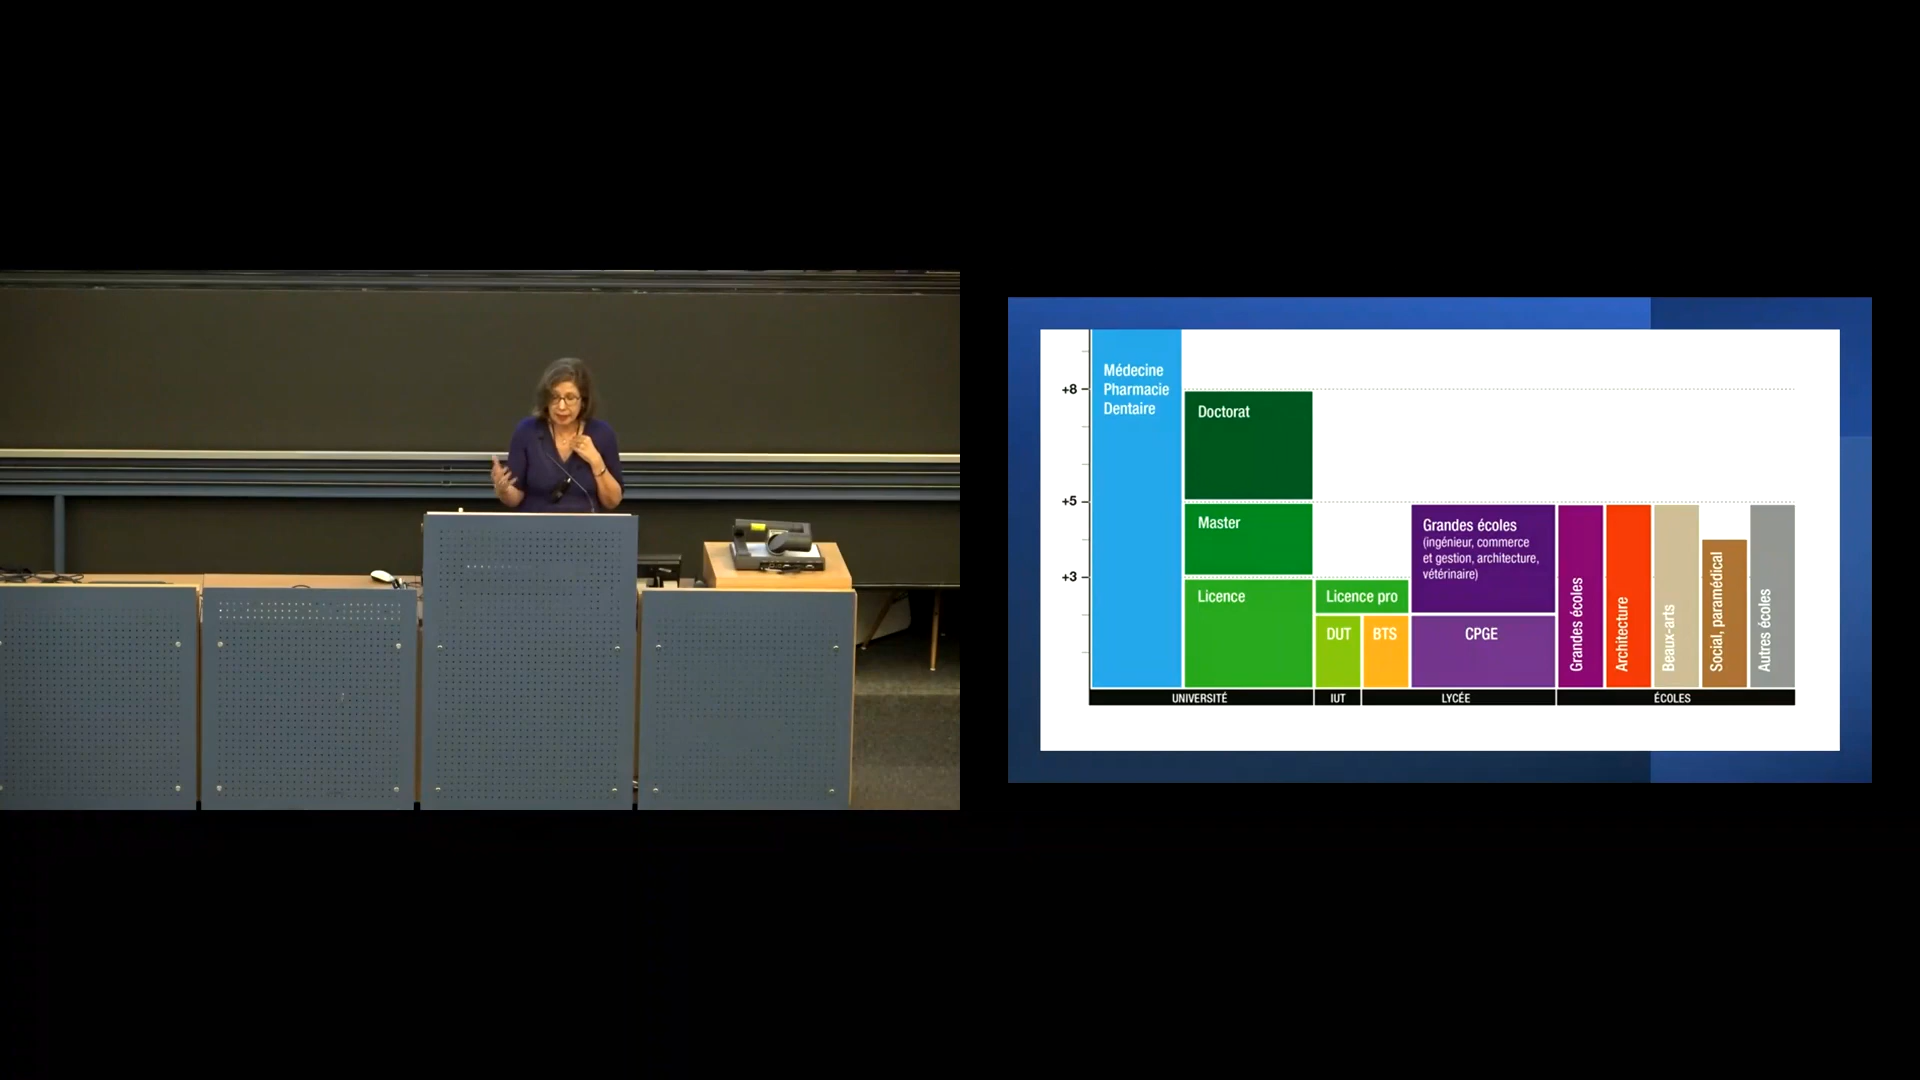 Médecine
Pharmacie
Dentaire
+8
Doctorat
+5
Master
Grandes écoles
(ingénieur, commerce
et gestion, architecture,
vétérinaire)
+3
Licence
Licence pro
DUT
BTS
CPGE
Grandes écoles
Architecture
Beaux-arts
Social, paramédical
Autres écoles
UNIVERSITÉ
IUT
LYCÉE
ÉCOLES